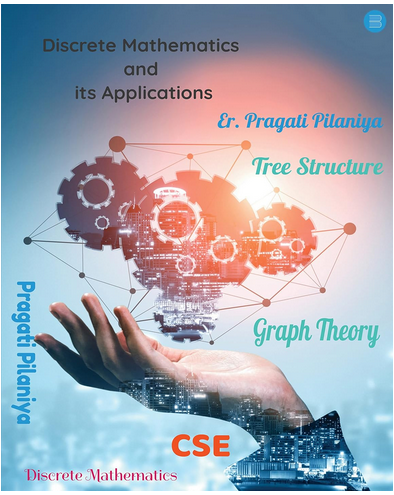 Discrete Mathematics
and
its Applications
Er. Pragati Pilaniya
Tree Structure
Graph Theory
Pragati Pilaniya
CSE
Discrete Mathematics